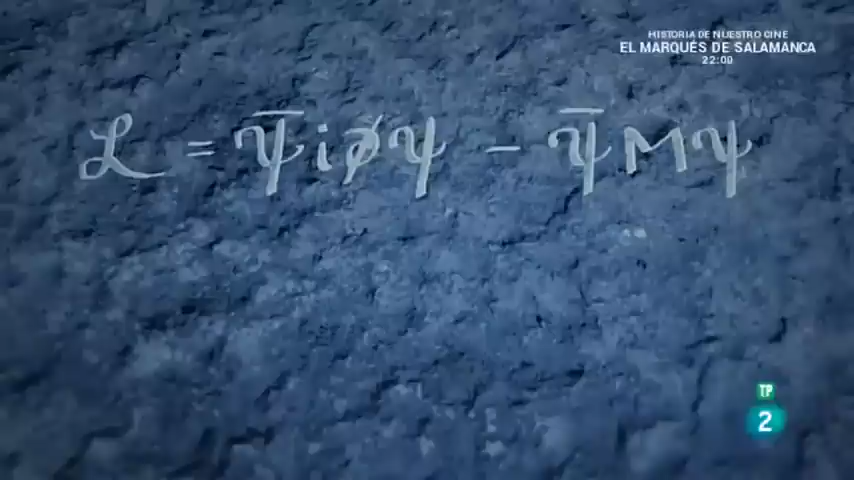 HISTORIA DE NUESTRO CINE
EL MARQUÉS DE SALAMANCA
22:00
ℒ = ψ̄ i ∂̸ ψ − ψ̄ M ψ
TP
2